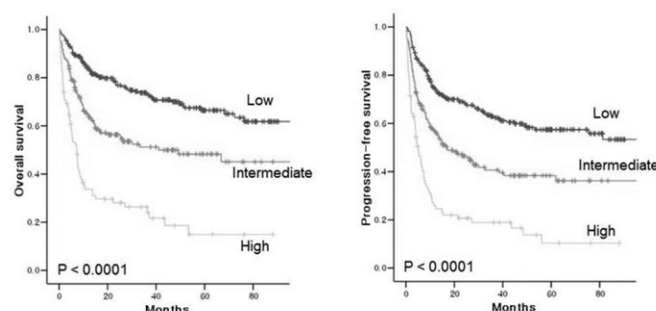 Overall survival
1.0
0.8
0.6
0.4
0.2
0.0
Low
Intermediate
High
P < 0.0001
0 20 40 60 80
Months
Progression-free survival
1.0
0.8
0.6
0.4
0.2
0.0
Low
Intermediate
High
P < 0.0001
0 20 40 60 80
Months